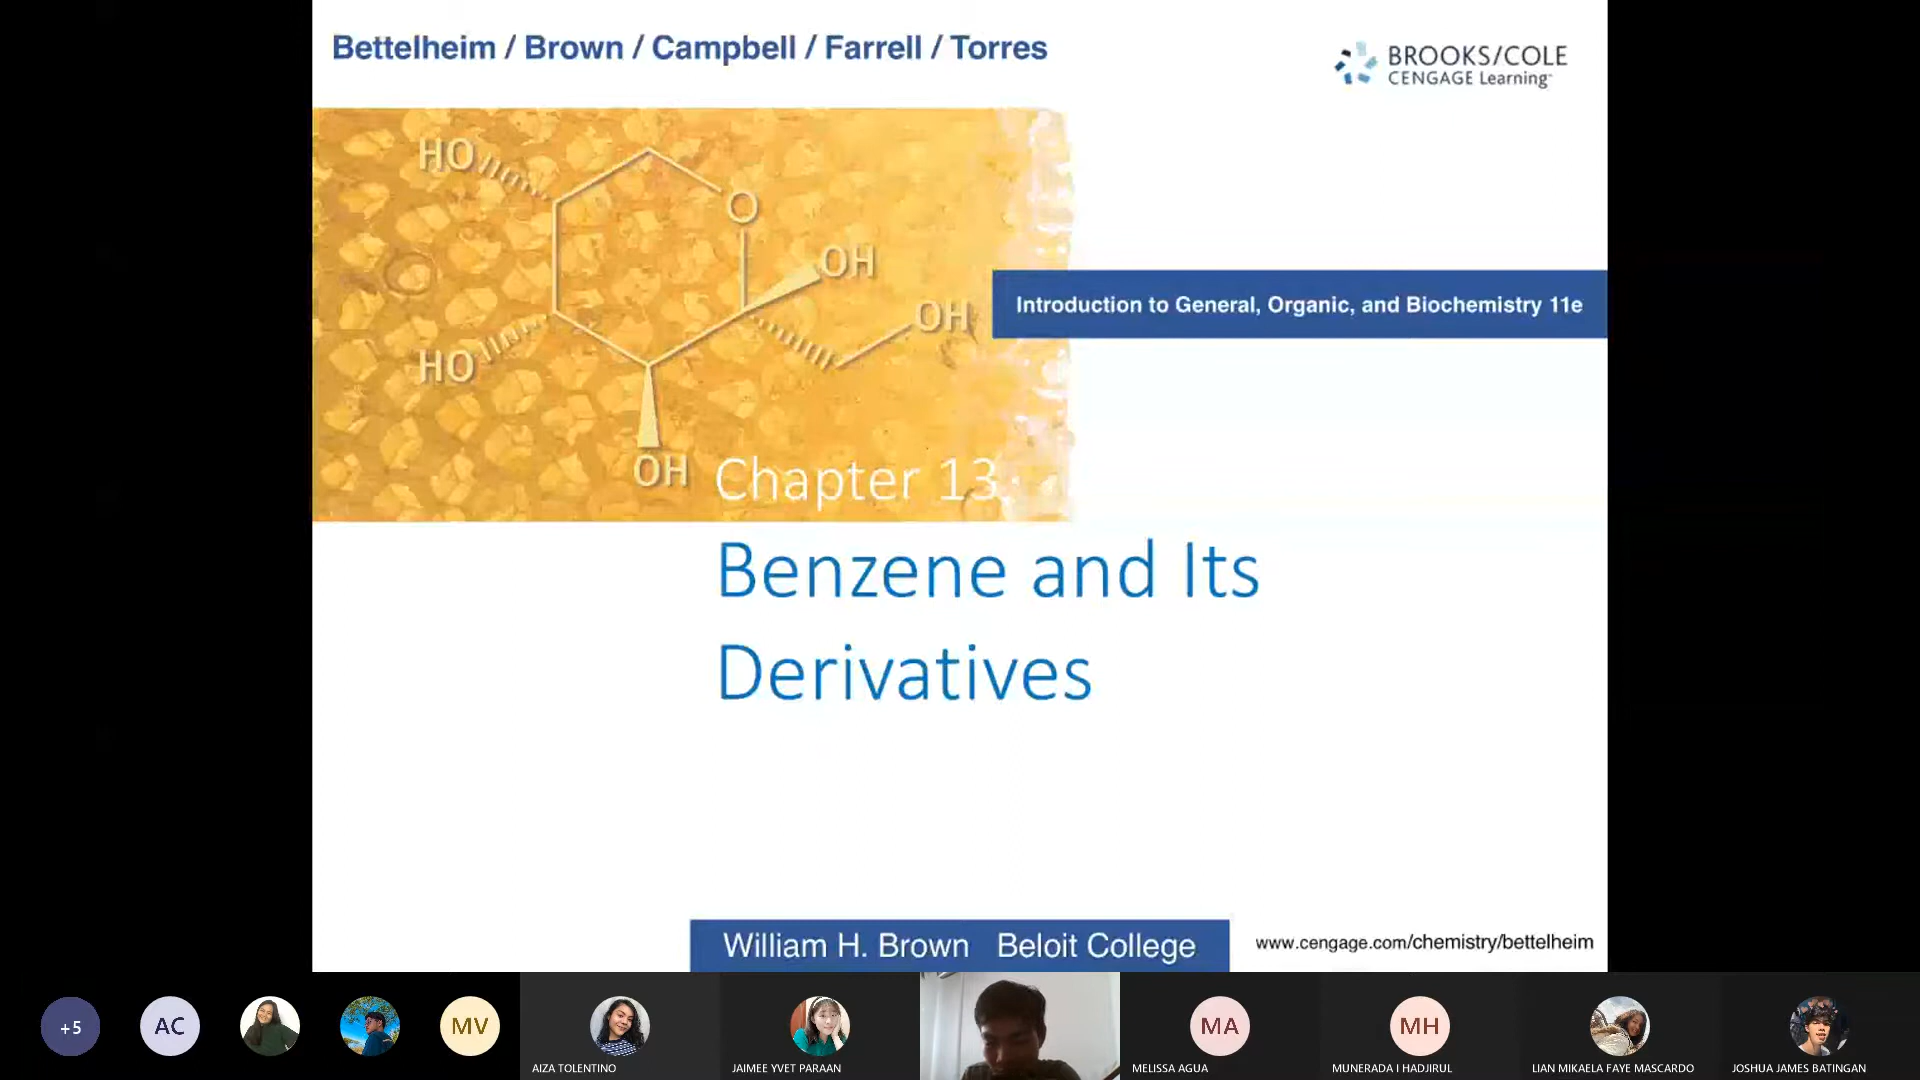 Bettelheim / Brown / Campbell / Farrell / Torres
BROOKS/COLE
CENGAGE Learning™
HO
O
OH
OH
HO
OH
Introduction to General, Organic, and Biochemistry 11e
Chapter 13
Benzene and Its
Derivatives
William H. Brown Beloit College
www.cengage.com/chemistry/bettelheim
+5
AC
MV
MA
MH
AIZA TOLENTINO
JAIMEE YVET PARAAN
MELISSA AGUA
MUNERADA I HADJIRUL
LIAN MIKAELA FAYE MASCARDO
JOSHUA JAMES BATINGAN